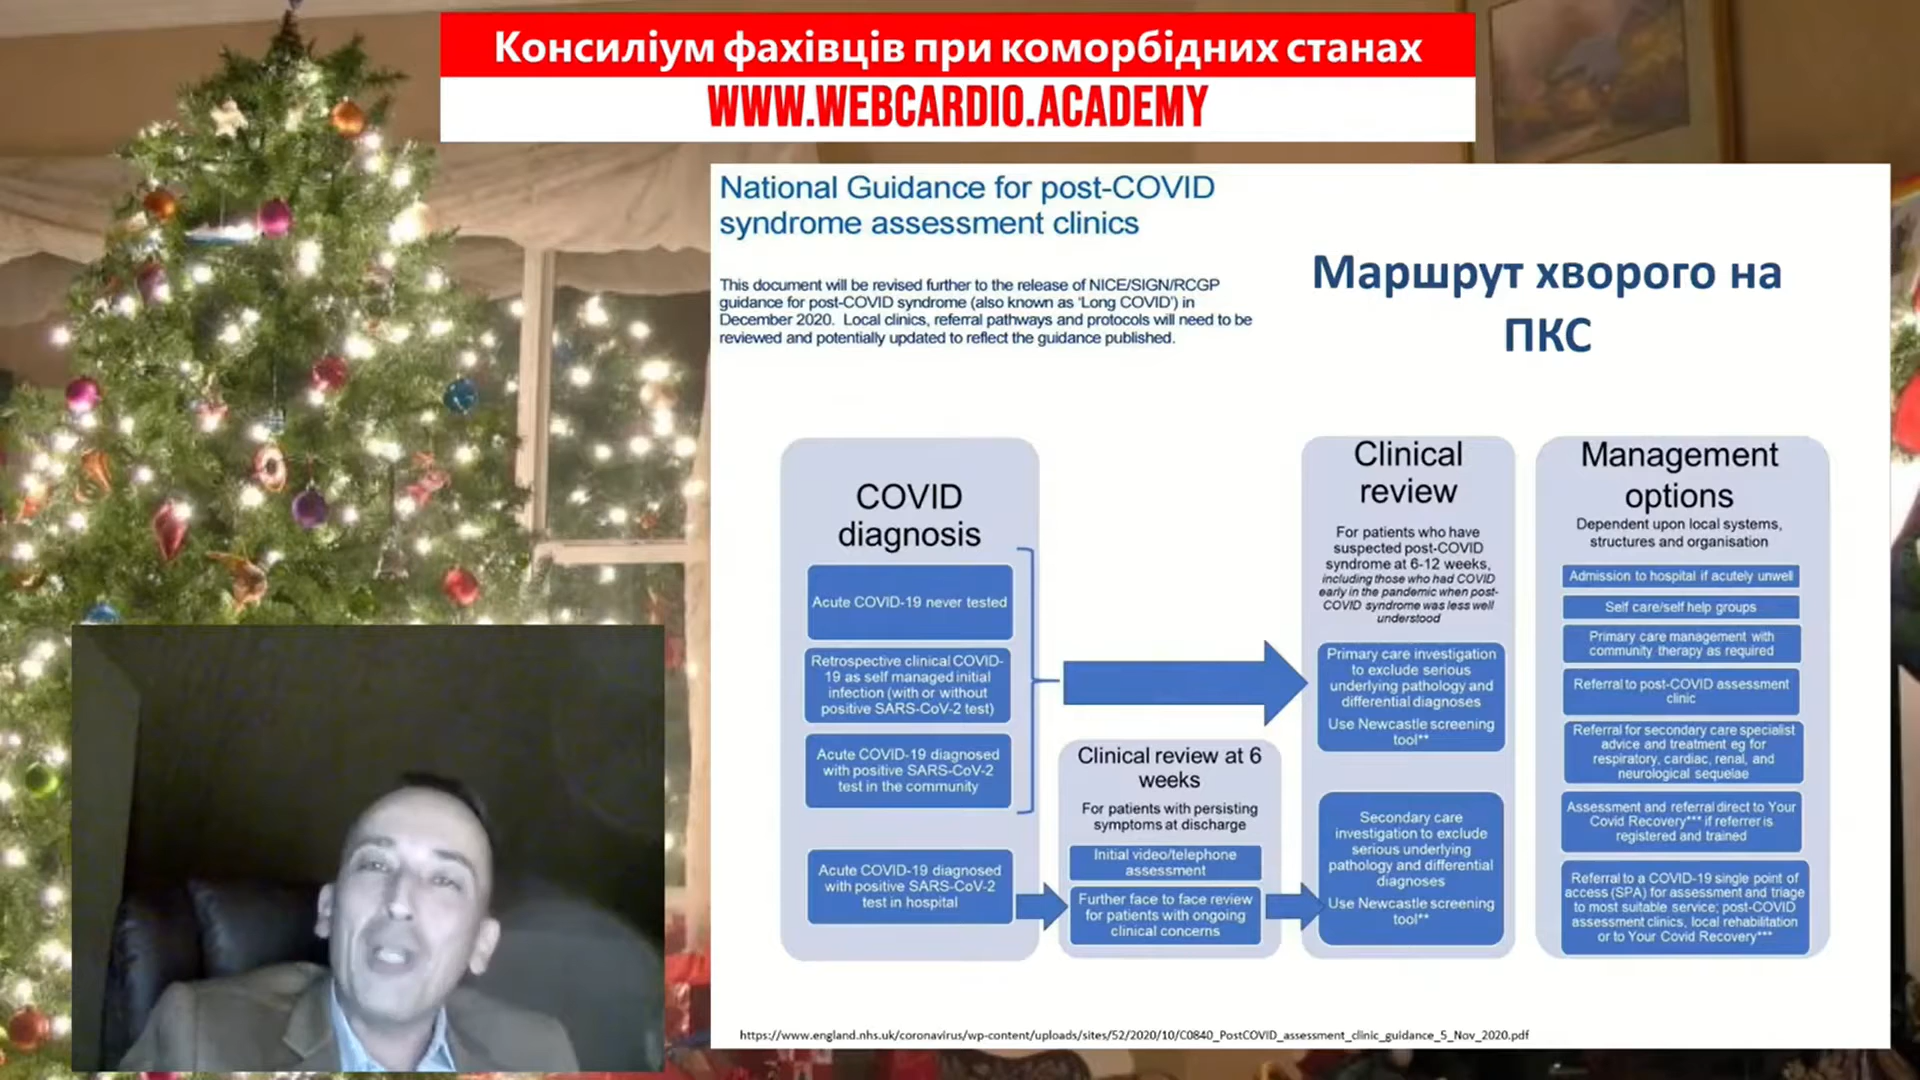 Консиліум фахівців при коморбідних станах
WWW.WEBCARDIO.ACADEMY
National Guidance for post-COVID
syndrome assessment clinics
This document will be revised further to the release of NICE/SIGN/RCGP
guidance for post-COVID syndrome (also known as 'Long COVID') in
December 2020. Local clinics, referral pathways and protocols will need to be
reviewed and potentially updated to reflect the guidance published.
Маршрут хворого на
ПКС
COVID
diagnosis
Acute COVID-19 never tested
Retrospective clinical COVID-
19 as self managed initial
infection (with or without
positive SARS-CoV-2 test)
Acute COVID-19 diagnosed
with positive SARS-CoV-2
test in the community
Acute COVID-19 diagnosed
with positive SARS-CoV-2
test in hospital
Clinical review at 6
weeks
For patients with persisting
symptoms at discharge
Initial video/telephone
assessment
Further face to face review
for patients with ongoing
clinical concerns
Clinical
review
For patients who have
suspected post-COVID
syndrome at 6-12 weeks,
including those who had COVID
early in the pandemic when post-
COVID syndrome was less well
understood
Primary care investigation
to exclude serious
underlying pathology and
differential diagnoses
Use Newcastle screening
tool**
Secondary care
investigation to exclude
serious underlying
pathology and differential
diagnoses
Use Newcastle screening
tool**
Management
options
Dependent upon local systems,
structures and organisation
Admission to hospital if acutely unwell
Self care/self help groups
Primary care management with
community therapy as required
Referral to post-COVID assessment
clinic
Referral for secondary care specialist
advice and treatment eg for
respiratory, cardiac, renal, and
neurological sequelae
Assessment and referral direct to Your
Covid Recovery*** if referrer is
registered and trained
Referral to a COVID-19 single point of
access (SPA) for assessment and triage
to most suitable service; post-COVID
assessment clinics, local rehabilitation
or to Your Covid Recovery***
https://www.england.nhs.uk/coronavirus/wp-content/uploads/sites/52/2020/10/C0840_PostCOVID_assessment_clinic_guidance_5_Nov_2020.pdf